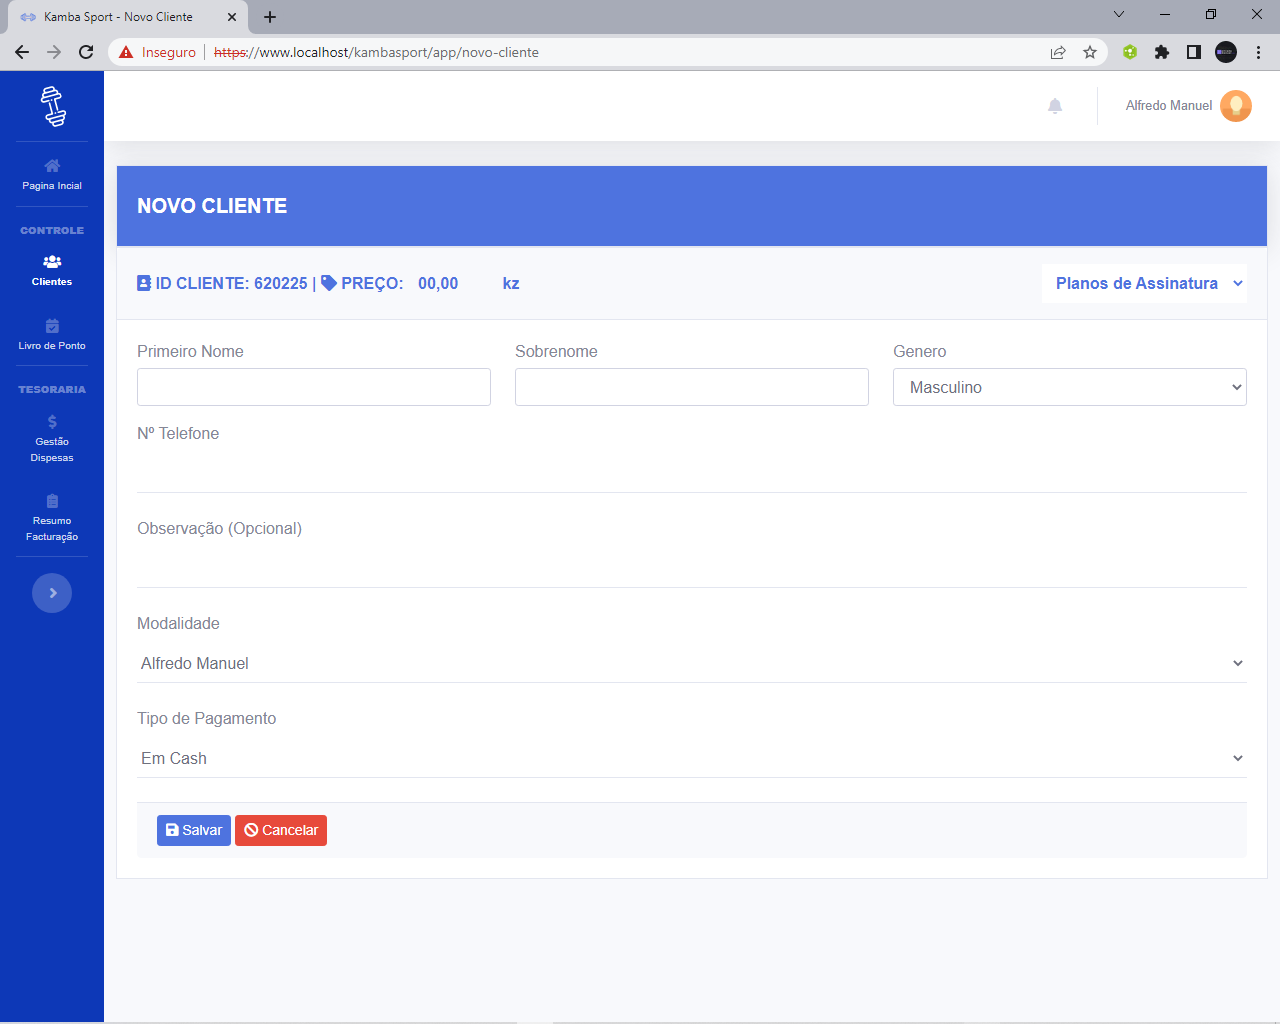 Kamba Sport - Novo Cliente
Inseguro https://www.localhost/kambasport/app/novo-cliente
Alfredo Manuel
Pagina Incial
CONTROLE
Clientes
Livro de Ponto
TESORARIA
Gestão
Dispesas
Resumo
Facturação
NOVO CLIENTE
ID CLIENTE: 620225 | PREÇO: 00,00 kz
Planos de Assinatura
Primeiro Nome Sobrenome Genero
Masculino
Nº Telefone
Observação (Opcional)
Modalidade
Alfredo Manuel
Tipo de Pagamento
Em Cash
Salvar Cancelar